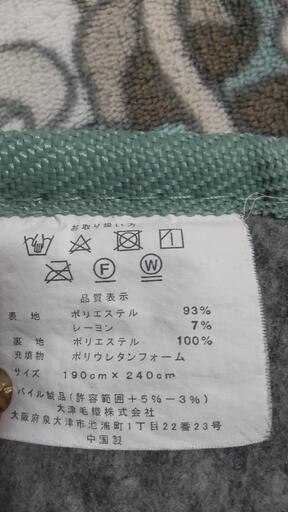 お取り扱い方
F W
品質表示
表 地 ポリエステル 93%
レーヨン 7%
裏 地 ポリエステル 100%
充填物 ポリウレタンフォーム
サイズ 190cm×240cm
パイル製品(許容範囲+5%−3%)
大津毛織株式会社
大阪府泉大津市池浦町1丁目22番23号
中国製